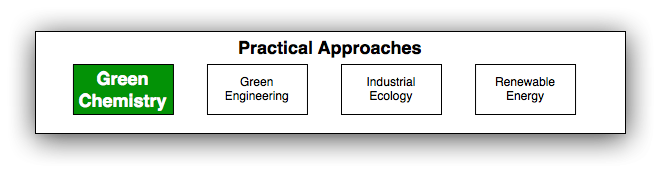 Practical Approaches
Green
Chemistry
Green
Engineering
Industrial
Ecology
Renewable
Energy